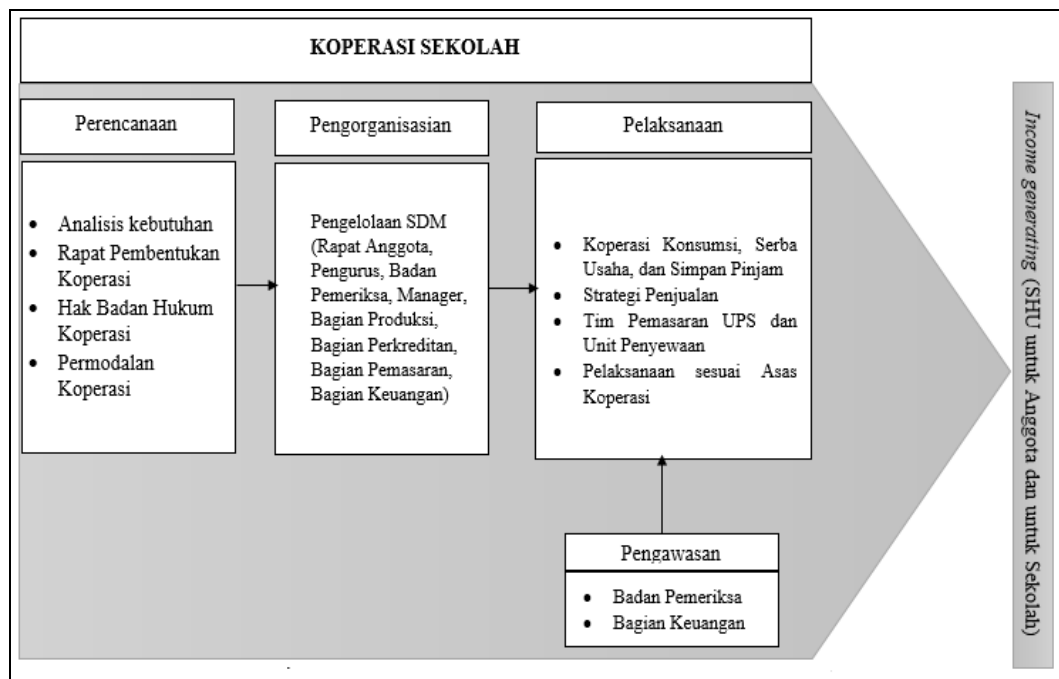 KOPERASI SEKOLAH
Perencanaan
• Analisis kebutuhan
• Rapat Pembentukan
Koperasi
• Hak Badan Hukum
Koperasi
• Permodalan
Koperasi
Pengorganisasian
Pengelolaan SDM
(Rapat Anggota,
Pengurus, Badan
Pemeriksa, Manager,
Bagian Produksi,
Bagian Perkreditan,
Bagian Pemasaran,
Bagian Keuangan)
Pelaksanaan
• Koperasi Konsumsi, Serba
Usaha, dan Simpan Pinjam
• Strategi Penjualan
• Tim Pemasaran UPS dan
Unit Penyewaan
• Pelaksanaan sesuai Asas
Koperasi
Pengawasan
• Badan Pemeriksa
• Bagian Keuangan
Income generating (SHU untuk Anggota dan untuk Sekolah)